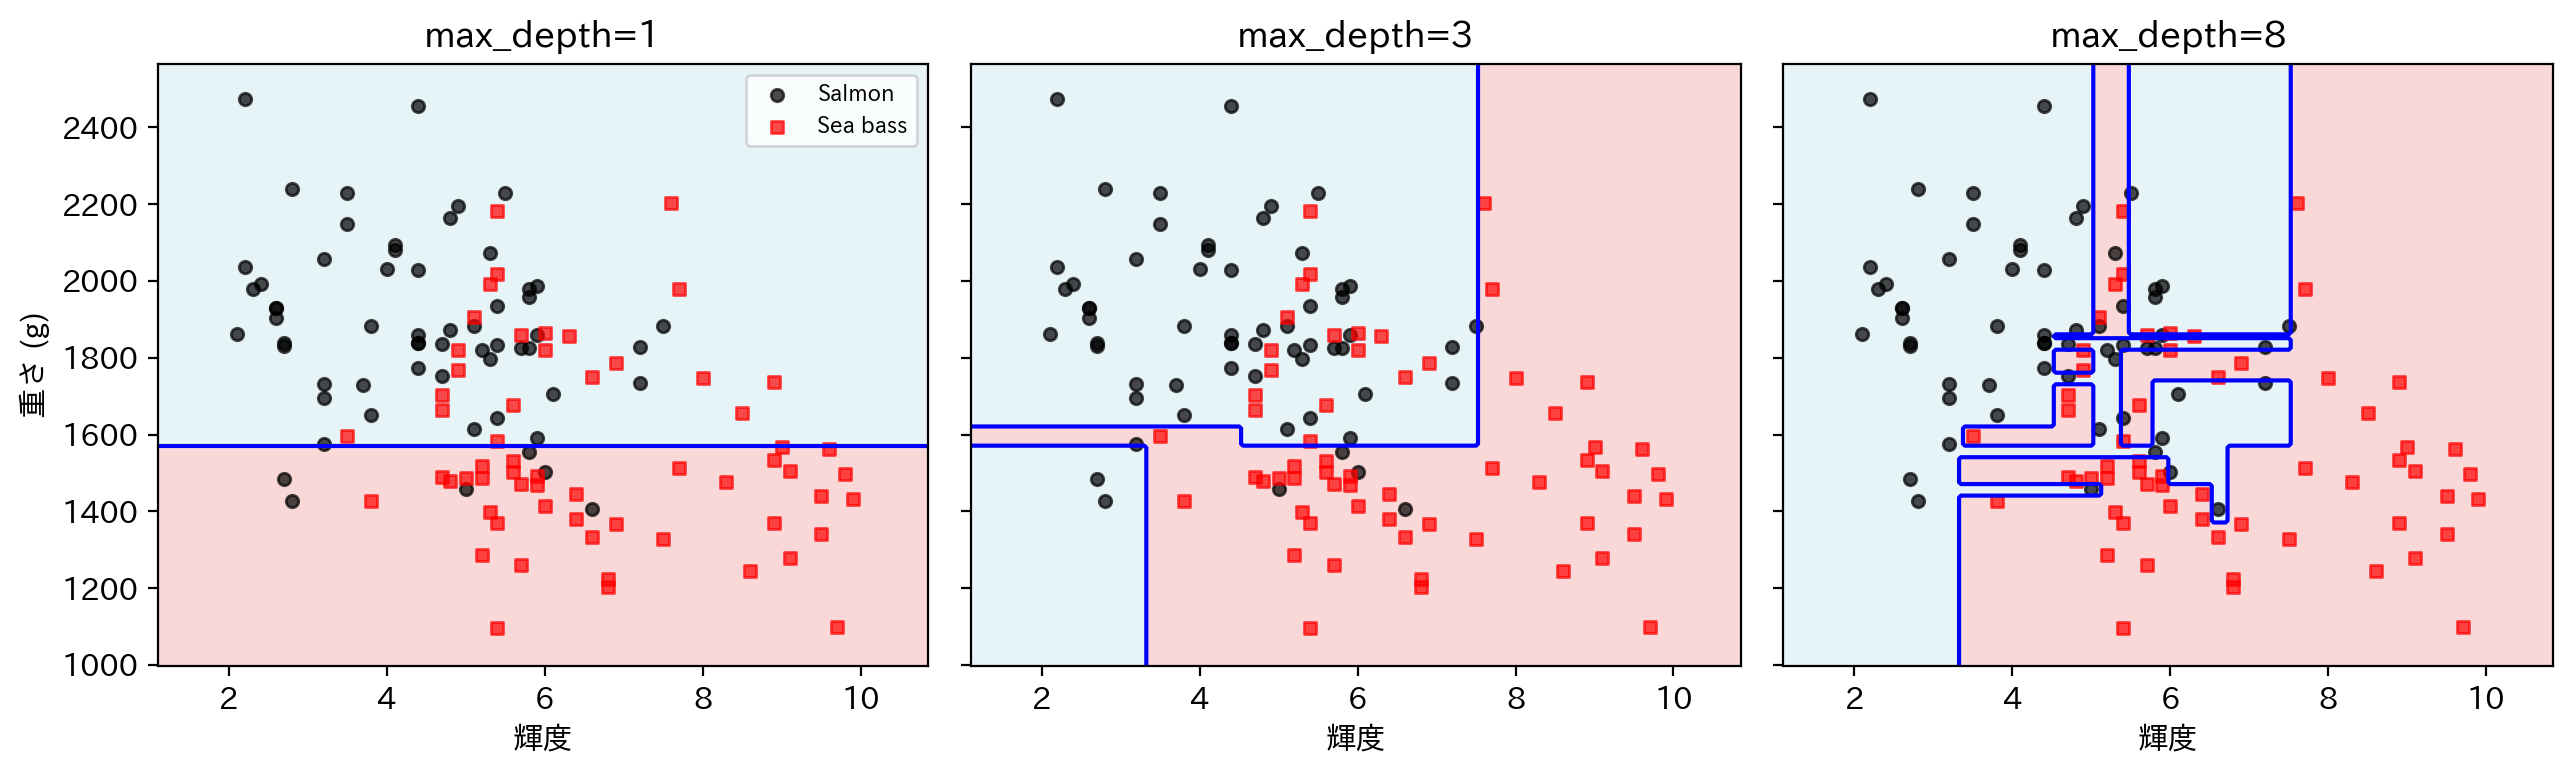 max_depth=1
max_depth=3
max_depth=8
Salmon
Sea bass
重さ (g)
2400
2200
2000
1800
1600
1400
1200
1000
2 4 6 8 10
2 4 6 8 10
2 4 6 8 10
輝度
輝度
輝度